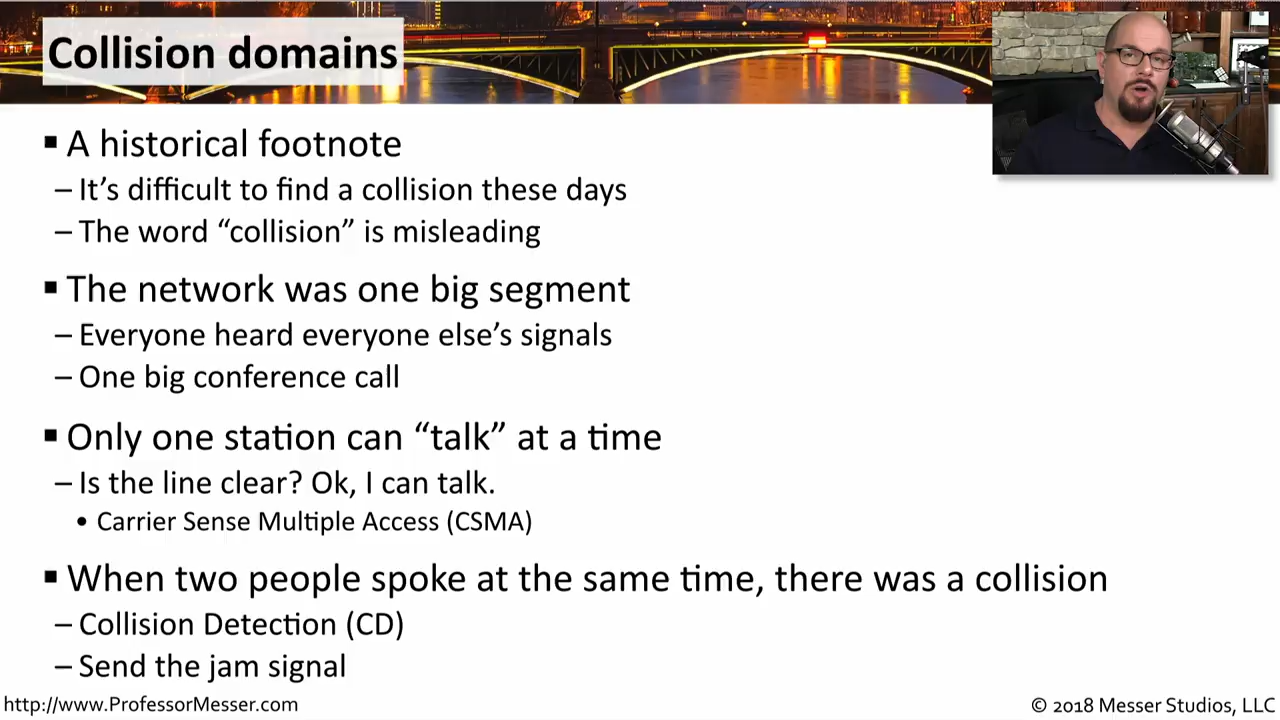 Collision domains
▪ A historical footnote
– It’s difficult to find a collision these days
– The word “collision” is misleading
▪ The network was one big segment
– Everyone heard everyone else’s signals
– One big conference call
▪ Only one station can “talk” at a time
– Is the line clear? Ok, I can talk.
• Carrier Sense Multiple Access (CSMA)
▪ When two people spoke at the same time, there was a collision
– Collision Detection (CD)
– Send the jam signal
http://www.ProfessorMesser.com
© 2018 Messer Studios, LLC